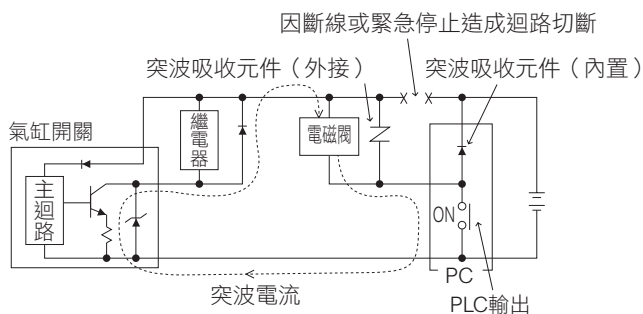 因斷線或緊急停止造成迴路切斷
突波吸收元件（外接）
突波吸收元件（內置）
氣缸開關
繼電器
電磁閥
主迴路
ON
PC
突波電流
PLC輸出